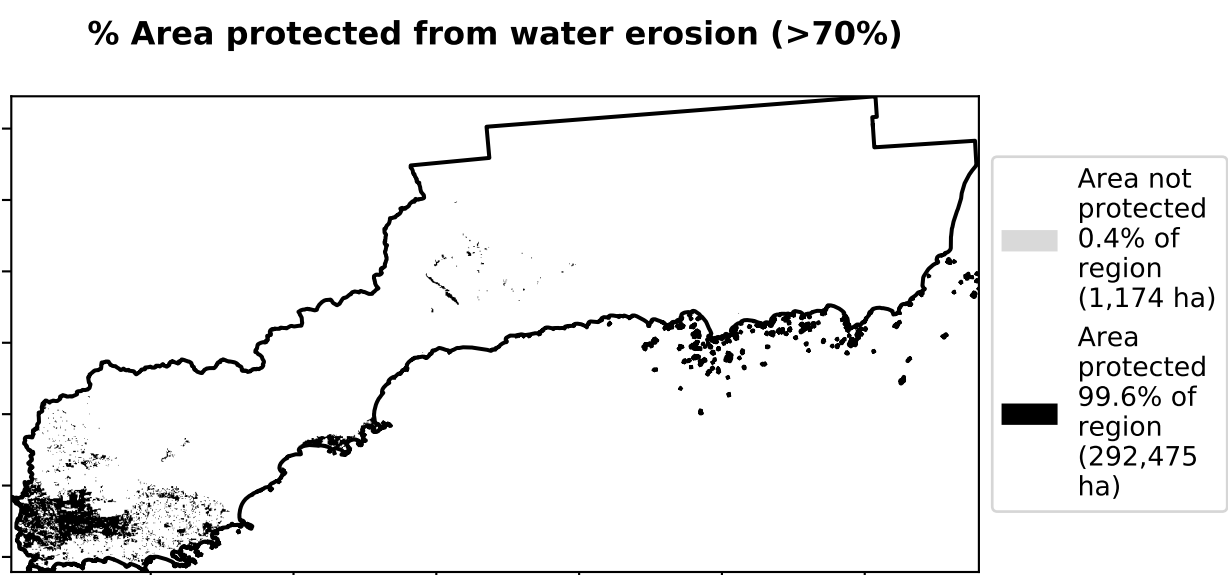 % Area protected from water erosion (>70%)
Area not
protected
0.4% of
region
(1,174 ha)
Area
protected
99.6% of
region
(292,475
ha)